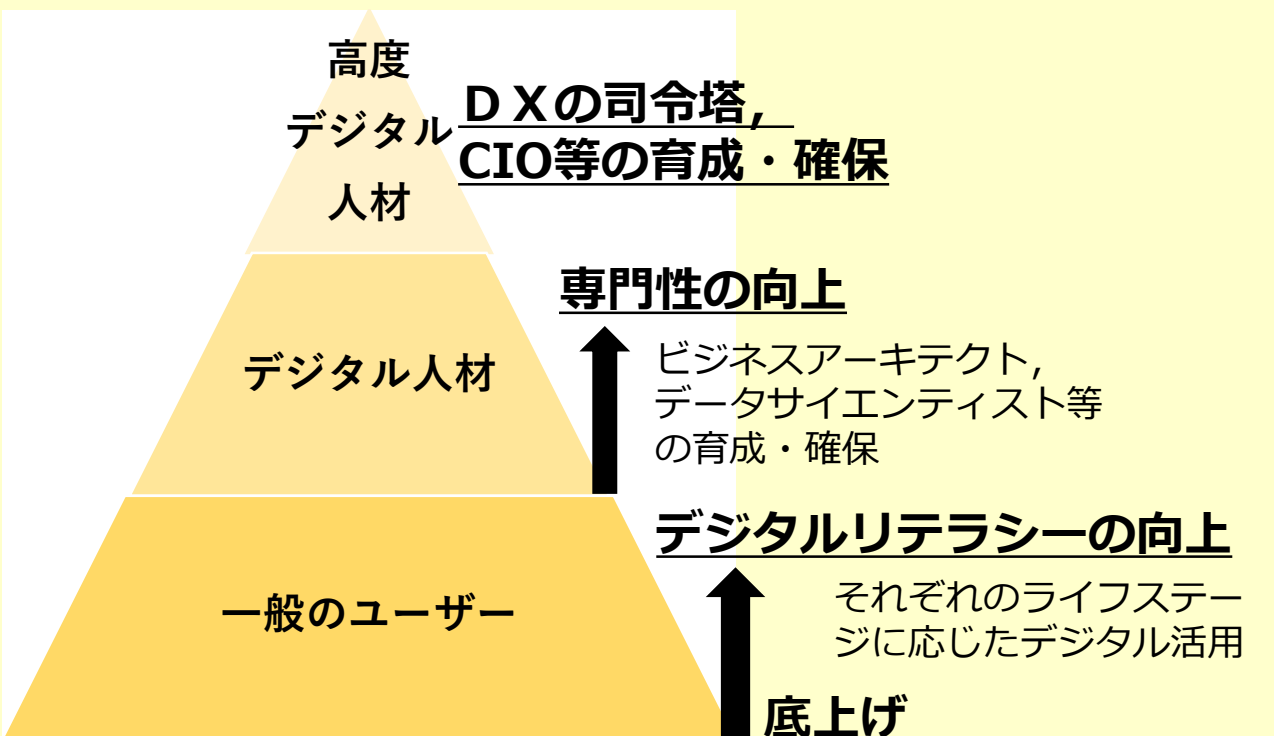 高度
デジタル
人材
ＤＸの司令塔，
CIO等の育成・確保
専門性の向上
デジタル人材
ビジネスアーキテクト，
データサイエンティスト等
の育成・確保
デジタルリテラシーの向上
一般のユーザー
それぞれのライフステー
ジに応じたデジタル活用
底上げ